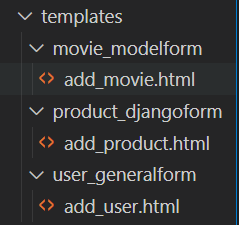 templates
movie_modelform
add_movie.html
product_djangoform
add_product.html
user_generalform
add_user.html